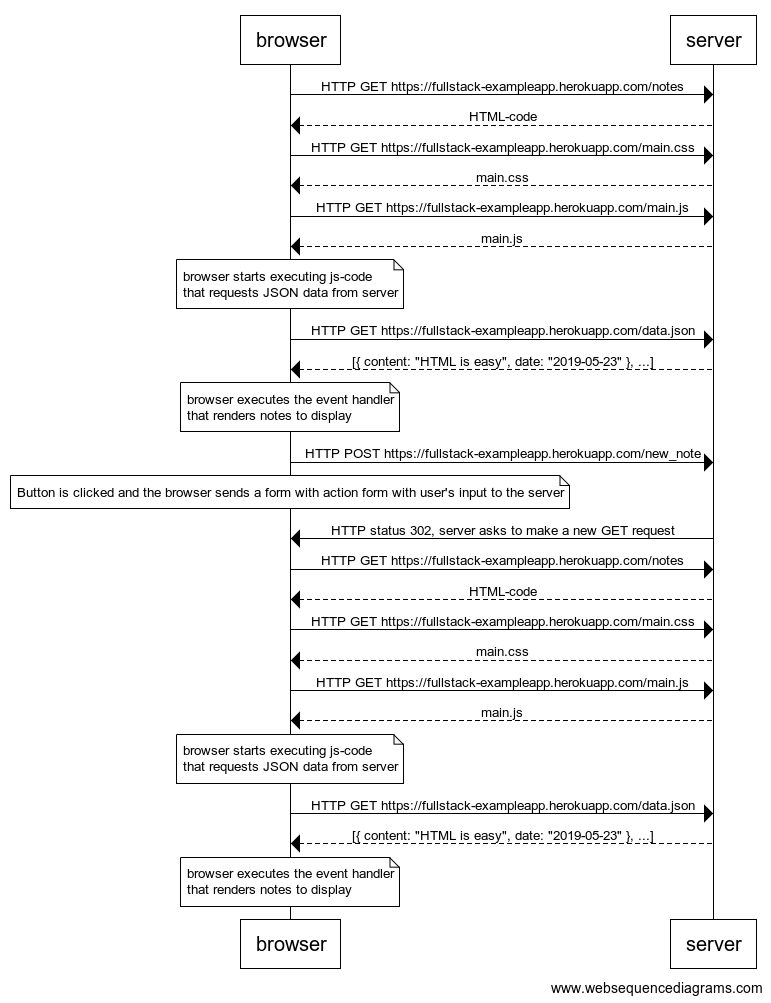 browser
server
HTTP GET https://fullstack-exampleapp.herokuapp.com/notes
HTML-code
HTTP GET https://fullstack-exampleapp.herokuapp.com/main.css
main.css
HTTP GET https://fullstack-exampleapp.herokuapp.com/main.js
main.js
browser starts executing js-code
that requests JSON data from server
HTTP GET https://fullstack-exampleapp.herokuapp.com/data.json
[{ content: "HTML is easy", date: "2019-05-23" }, ...]
browser executes the event handler
that renders notes to display
HTTP POST https://fullstack-exampleapp.herokuapp.com/new_note
Button is clicked and the browser sends a form with action form with user's input to the server
HTTP status 302, server asks to make a new GET request
HTTP GET https://fullstack-exampleapp.herokuapp.com/notes
HTML-code
HTTP GET https://fullstack-exampleapp.herokuapp.com/main.css
main.css
HTTP GET https://fullstack-exampleapp.herokuapp.com/main.js
main.js
browser starts executing js-code
that requests JSON data from server
HTTP GET https://fullstack-exampleapp.herokuapp.com/data.json
[{ content: "HTML is easy", date: "2019-05-23" }, ...]
browser executes the event handler
that renders notes to display
browser
server
www.websequencediagrams.com